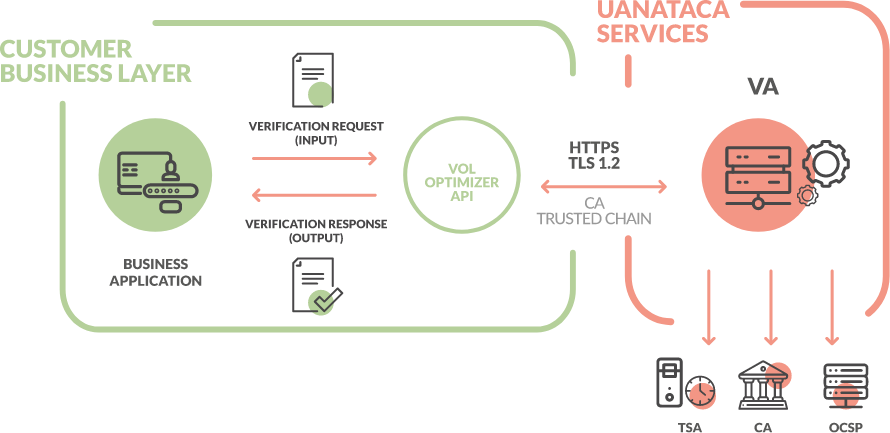 CUSTOMER
BUSINESS LAYER
UANATACA
SERVICES
VERIFICATION REQUEST
(INPUT)
VERIFICATION RESPONSE
(OUTPUT)
BUSINESS
APPLICATION
VOL
OPTIMIZER
API
HTTPS
TLS 1.2
CA
TRUSTED CHAIN
VA
TSA
CA
OCSP